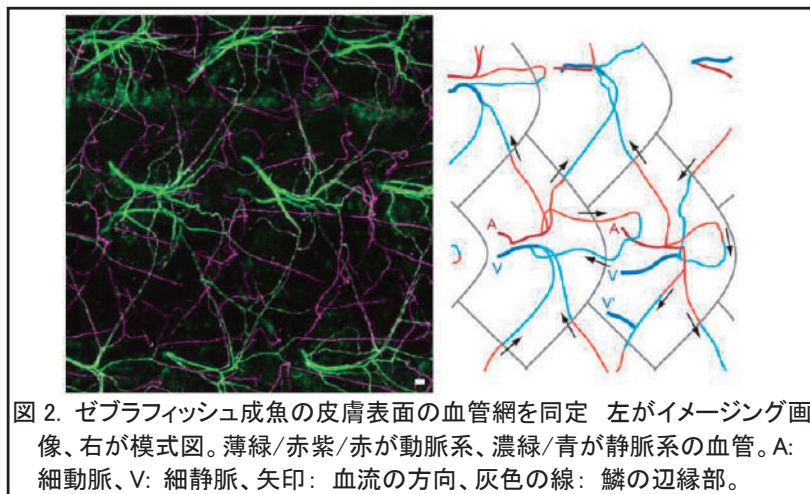 A
A
V
V
V'
図 2. ゼブラフィッシュ成魚の皮膚表面の血管網を同定 左がイメージング画
像、右が模式図。薄緑/赤紫/赤が動脈系、濃緑/青が静脈系の血管。A:
細動脈、V: 細静脈、矢印: 血流の方向、灰色の線: 鱗の辺縁部。